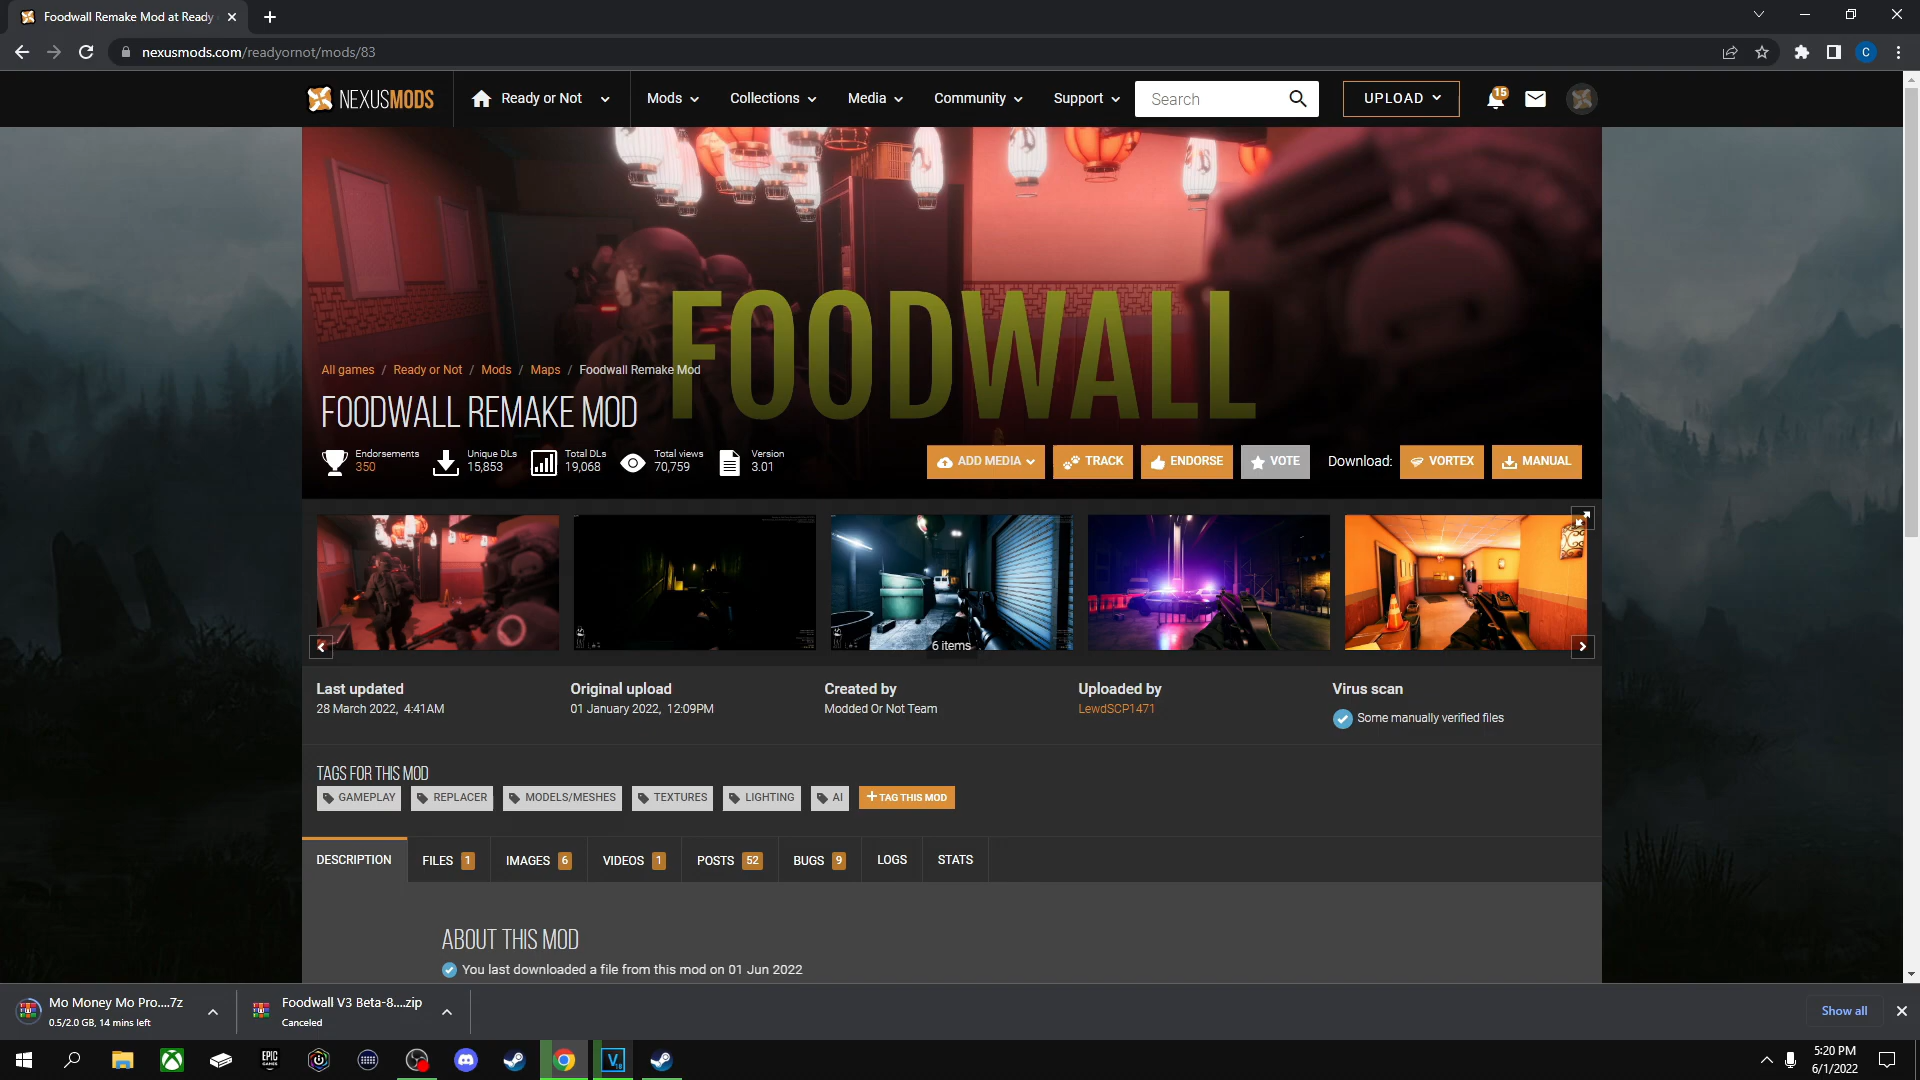 Foodwall Remake Mod at Ready
nexusmods.com/readyornot/mods/83
C
NEXUSMODS
Ready or Not
Mods
Collections
Media
Community
Support
Search
UPLOAD
15
FOODWALL
All games / Ready or Not / Mods / Maps / Foodwall Remake Mod
FOODWALL REMAKE MOD
Endorsements
350
Unique DLs
15,853
Total DLs
19,068
Total views
70,759
Version
3.01
ADD MEDIA
TRACK
ENDORSE
VOTE
Download:
VORTEX
MANUAL
6 items
Last updated
28 March 2022, 4:41AM
Original upload
01 January 2022, 12:09PM
Created by
Modded Or Not Team
Uploaded by
LewdSCP1471
Virus scan
Some manually verified files
TAGS FOR THIS MOD
GAMEPLAY
REPLACER
MODELS/MESHES
TEXTURES
LIGHTING
AI
+ TAG THIS MOD
DESCRIPTION
FILES 1
IMAGES 6
VIDEOS 1
POSTS 52
BUGS 9
LOGS
STATS
ABOUT THIS MOD
You last downloaded a file from this mod on 01 Jun 2022
Mo Money Mo Pro....7z
0.5/2.0 GB, 14 mins left
Foodwall V3 Beta-8....zip
Canceled
Show all
EPIC
GAMES
V
18
5:20 PM
6/1/2022